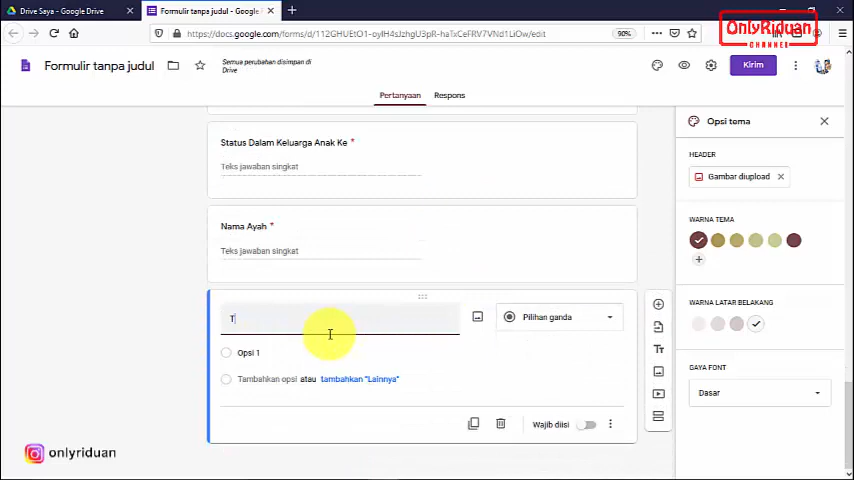 Drive Saya - Google Drive
Formulir tanpa judul - Google F
https://docs.google.com/forms/d/112GHUEtO1-oyIH4sJzhgU3pR-haTxCeFRV7VNd1LiOw/edit
90%
OnlyRiduan
CHANNEL
Formulir tanpa judul
Semua perubahan disimpan di
Drive
Kirim
Pertanyaan
Respons
Opsi tema
Status Dalam Keluarga Anak Ke *
Teks jawaban singkat
HEADER
Gambar diupload
Nama Ayah *
Teks jawaban singkat
WARNA TEMA
T
Pilihan ganda
WARNA LATAR BELAKANG
Opsi 1
Tambahkan opsi atau tambahkan "Lainnya"
GAYA FONT
Dasar
Wajib diisi
onlyriduan